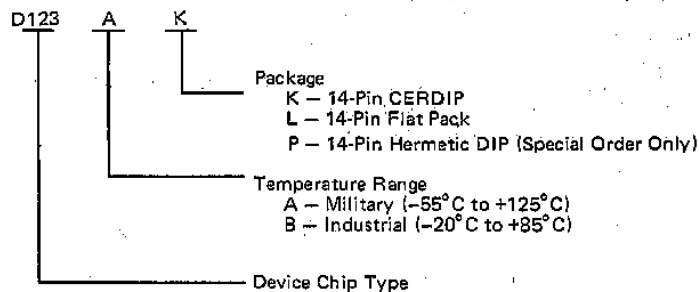 D123 A K
Package
K – 14-Pin CERDIP
L – 14-Pin Flat Pack
P – 14-Pin Hermetic DIP (Special Order Only)
Temperature Range
A – Military (–55°C to +125°C)
B – Industrial (–20°C to +85°C)
Device Chip Type